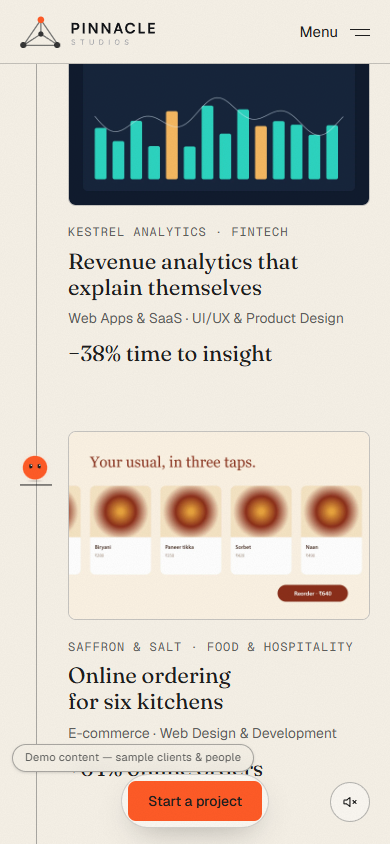 PINNACLE
STUDIOS
Menu
KESTREL ANALYTICS · FINTECH
Revenue analytics that
explain themselves
Web Apps & SaaS · UI/UX & Product Design
−38% time to insight
Your usual, in three taps.
Biryani
Paneer tikka
Sorbet
Naan
Reorder · ₹640
SAFFRON & SALT · FOOD & HOSPITALITY
Online ordering
for six kitchens
E-commerce · Web Design & Development
Demo content — sample clients & people
online orders
Start a project